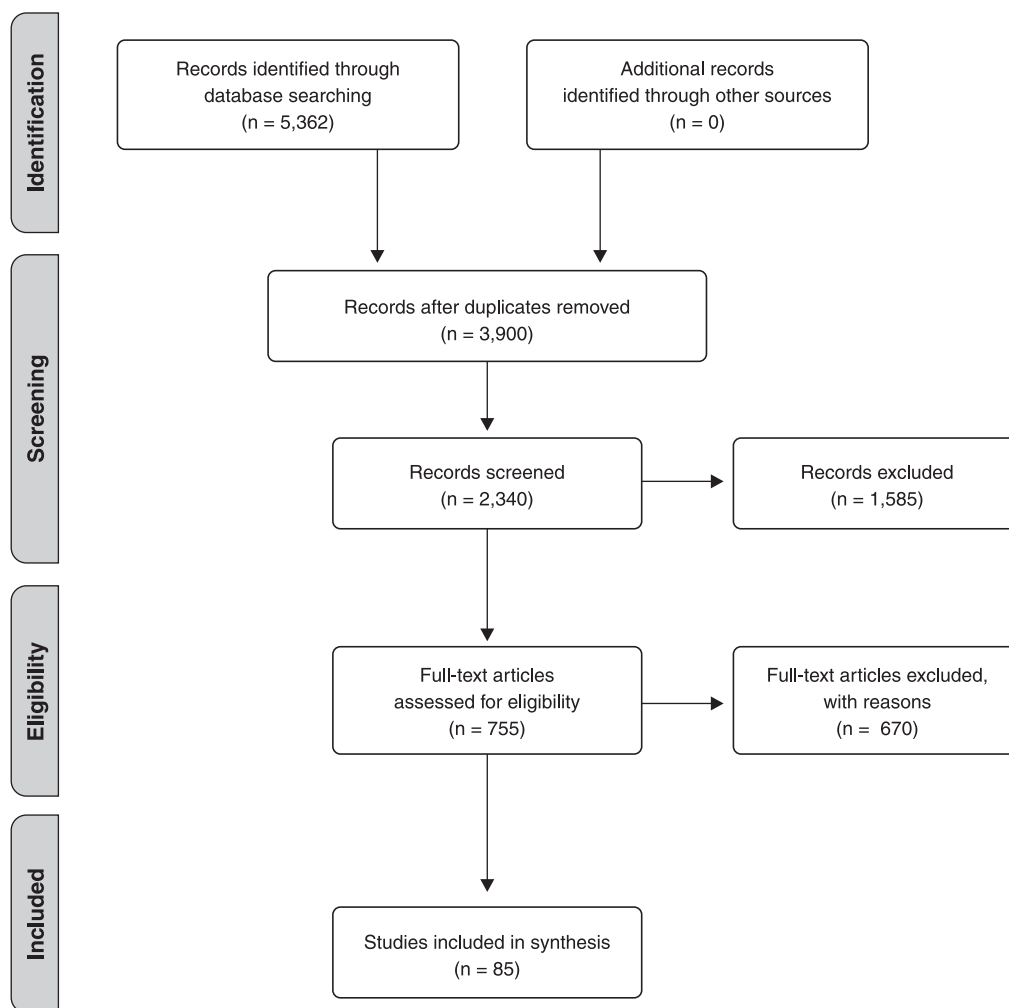 Identification
Records identified through
database searching
(n = 5,362)
Additional records
identified through other sources
(n = 0)
Screening
Records after duplicates removed
(n = 3,900)
Records screened
(n = 2,340)
Records excluded
(n = 1,585)
Eligibility
Full-text articles
assessed for eligibility
(n = 755)
Full-text articles excluded,
with reasons
(n = 670)
Included
Studies included in synthesis
(n = 85)